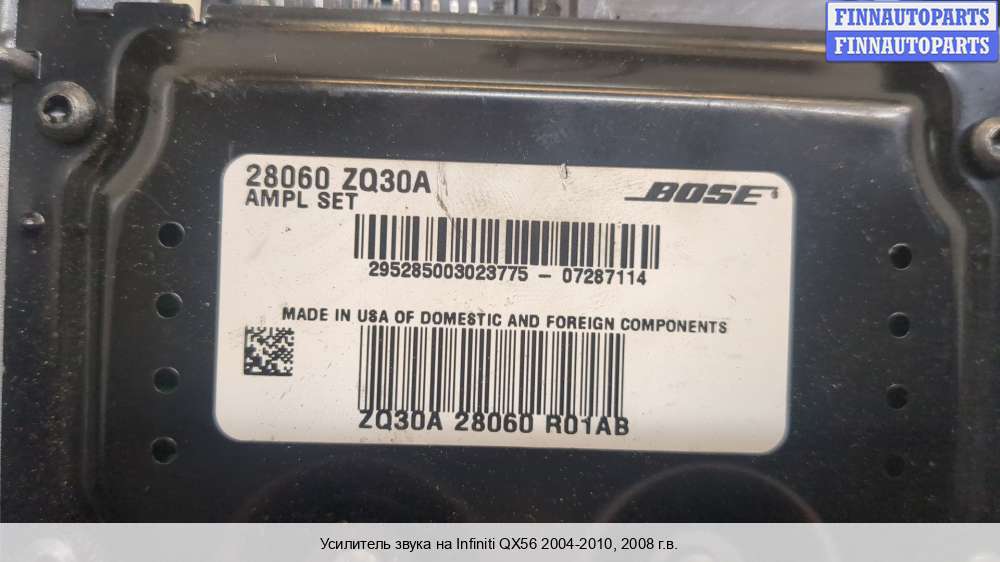 FINNAUTOPARTS
FINNAUTOPARTS
28060 ZQ30A
AMPL SET
BOSE
295285003023775 - 07287114
MADE IN USA OF DOMESTIC AND FOREIGN COMPONENTS
ZQ30A 28060 R01AB
Усилитель звука на Infiniti QX56 2004-2010, 2008 г.в.